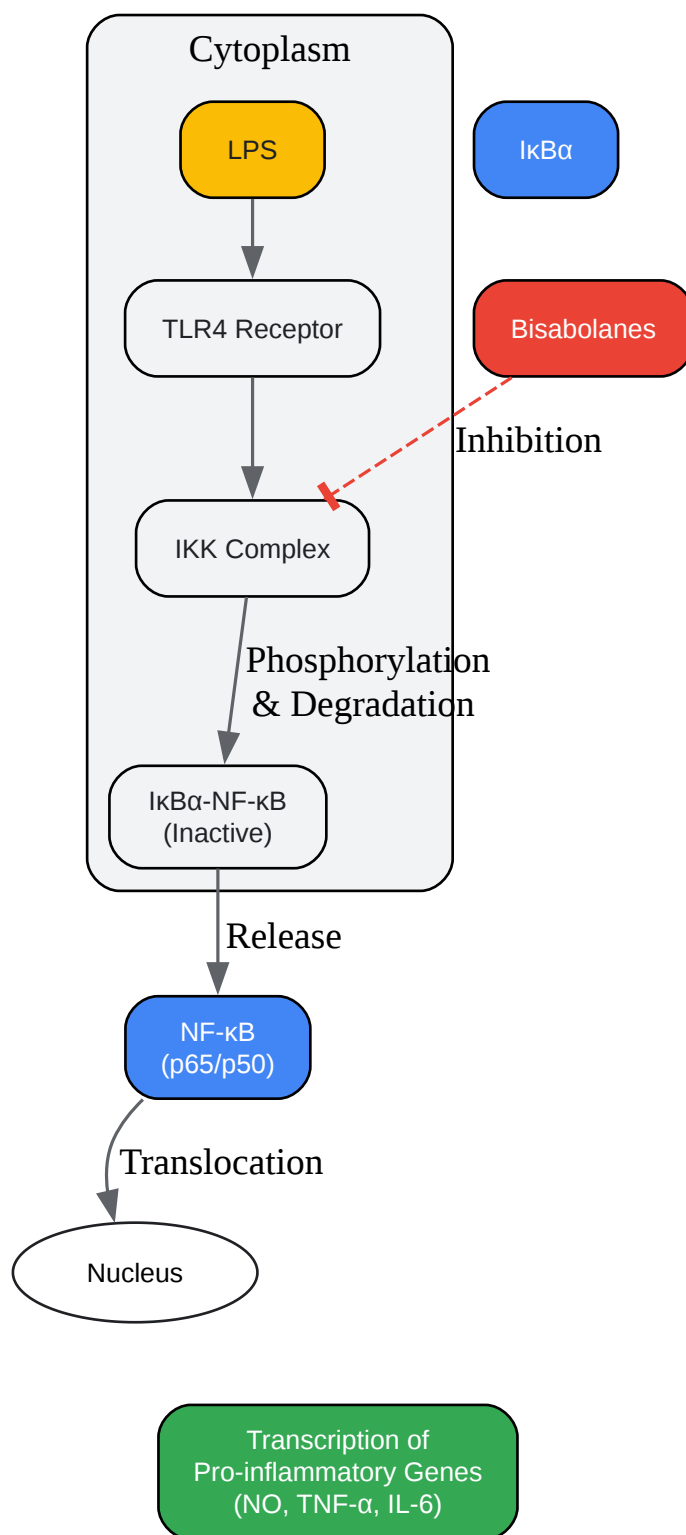 Cytoplasm
LPS
IκBα
TLR4 Receptor
Bisabolanes
Inhibition
IKK Complex
Phosphorylation
& Degradation
IκBα-NF-κB
(Inactive)
Release
NF-κB
(p65/p50)
Translocation
Nucleus
Transcription of
Pro-inflammatory Genes
(NO, TNF-α, IL-6)